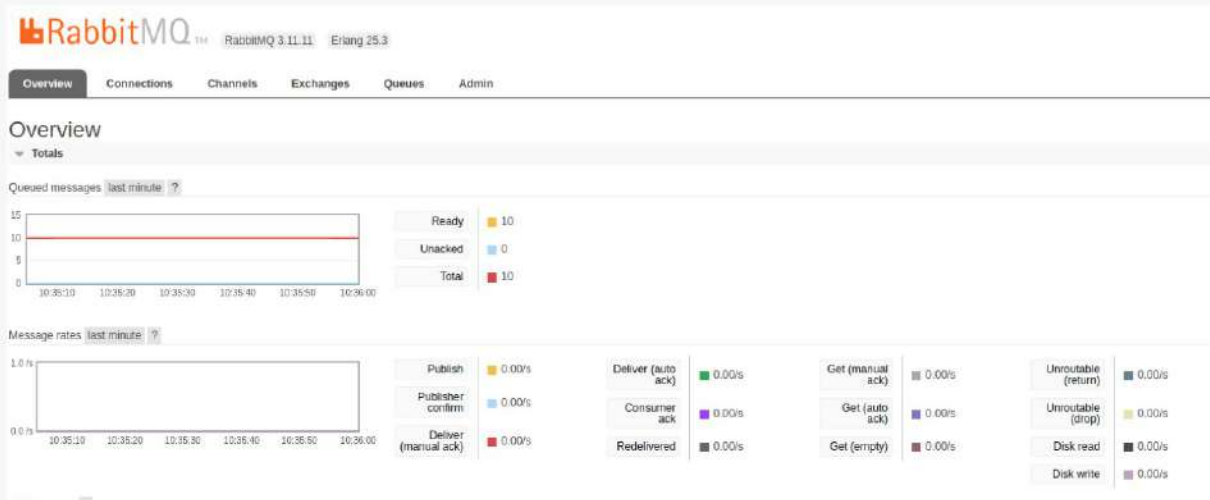 RabbitMQ TM RabbitMQ 3.11.11 Erlang 25.3
Overview Connections Channels Exchanges Queues Admin
Overview
Totals
Queued messages last minute ?
15
10
5
0
10:35:10 10:35:20 10:35:30 10:35:40 10:35:50 10:36:00
Ready 10
Unacked 0
Total 10
Message rates last minute ?
1.0 /s
0.0 /s
10:35:10 10:35:20 10:35:30 10:35:40 10:35:50 10:36:00
Publish 0.00/s
Publisher
confirm 0.00/s
Deliver
(manual ack) 0.00/s
Deliver (auto
ack) 0.00/s
Consumer
ack 0.00/s
Redelivered 0.00/s
Get (manual
ack) 0.00/s
Get (auto
ack) 0.00/s
Get (empty) 0.00/s
Unroutable
(return) 0.00/s
Unroutable
(drop) 0.00/s
Disk read 0.00/s
Disk write 0.00/s